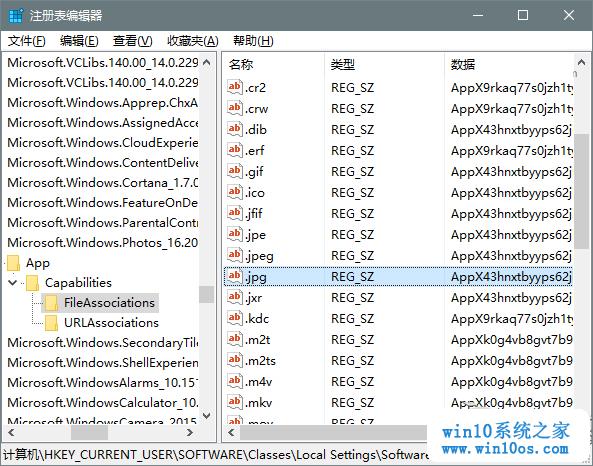 注册表编辑器
文件(F) 编辑(E) 查看(V) 收藏夹(A) 帮助(H)
Microsoft.VCLibs.140.00_14.0.229
Microsoft.VCLibs.140.00_14.0.229
Microsoft.VCLibs.140.00_14.0.229
Microsoft.Windows.Apprep.ChxA
Microsoft.Windows.AssignedAcce
Microsoft.Windows.CloudExperie
Microsoft.Windows.ContentDelive
Microsoft.Windows.Cortana_1.7.0
Microsoft.Windows.FeatureOnDe
Microsoft.Windows.ParentalContr
Microsoft.Windows.Photos_16.20
App
Capabilities
FileAssociations
URLAssociations
Microsoft.Windows.SecondaryTile
Microsoft.Windows.ShellExperien
Microsoft.WindowsAlarms_10.151
Microsoft.WindowsCalculator_10.
Microsoft.WindowsCamera_2015
名称 类型 数据
.cr2 REG_SZ AppX9rkaq77s0jzh1ty
.crw REG_SZ AppX9rkaq77s0jzh1ty
.dib REG_SZ AppX43hnxtbyyps62j
.erf REG_SZ AppX9rkaq77s0jzh1ty
.gif REG_SZ AppX43hnxtbyyps62j
.ico REG_SZ AppX43hnxtbyyps62j
.jfif REG_SZ AppX43hnxtbyyps62j
.jpe REG_SZ AppX43hnxtbyyps62j
.jpeg REG_SZ AppX43hnxtbyyps62j
.jpg REG_SZ AppX43hnxtbyyps62j
.jxr REG_SZ AppX43hnxtbyyps62j
.kdc REG_SZ AppX9rkaq77s0jzh1ty
.m2t REG_SZ AppXk0g4vb8gvt7b9
.m2ts REG_SZ AppXk0g4vb8gvt7b9
.m4v REG_SZ AppXk0g4vb8gvt7b9
.mkv REG_SZ AppXk0g4vb8gvt7b9
.mov REG_SZ
计算机\HKEY_CURRENT_USER\SOFTWARE\Classes\Local Settings\Software
win10系统之家
www.win10os.com